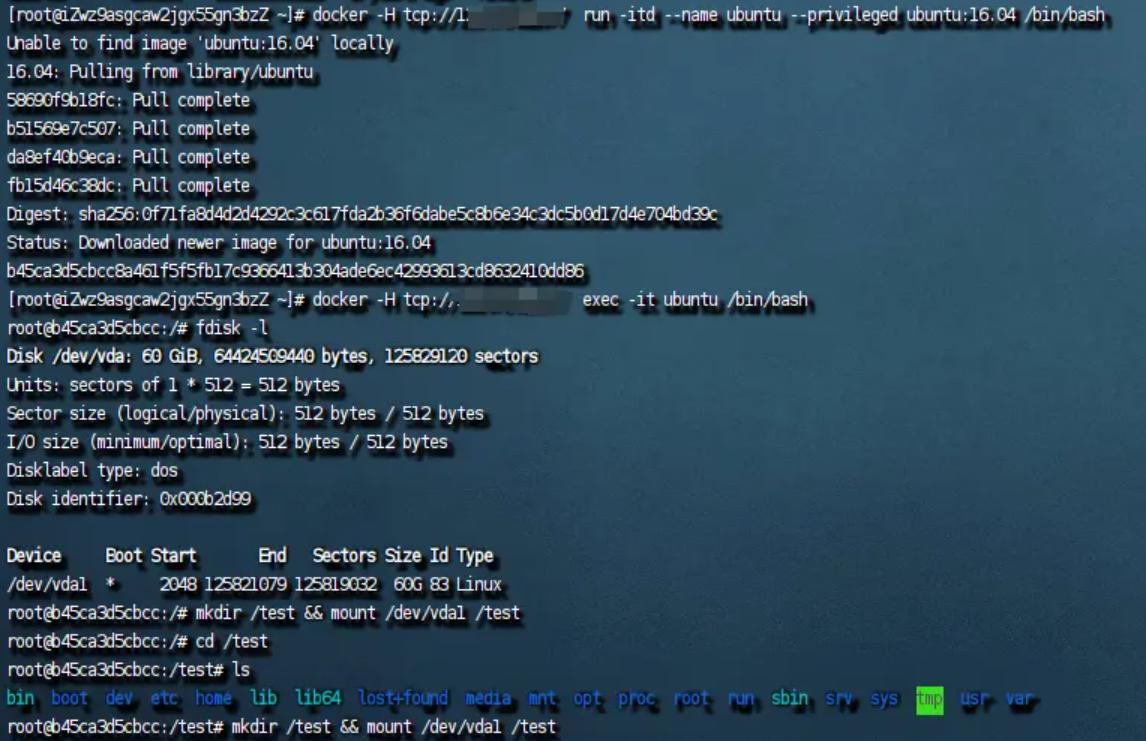 [root@iZwz9asgcaw2jgx55gn3bzZ ~]# docker -H tcp:// run -itd --name ubuntu --privileged ubuntu:16.04 /bin/bash
Unable to find image 'ubuntu:16.04' locally
16.04: Pulling from library/ubuntu
58690f9b18fc: Pull complete
b51569e7c507: Pull complete
da8ef40b9eca: Pull complete
fb15d46c38dc: Pull complete
Digest: sha256:0f71fa8d4d2d4292c3c617fda2b36f6dabe5c8b6e34c3dc5b0d17d4e704bd39c
Status: Downloaded newer image for ubuntu:16.04
b45ca3d5cbcc8a461f5f5fb17c9366413b304ade6ec42993613cd8632410dd86
[root@iZwz9asgcaw2jgx55gn3bzZ ~]# docker -H tcp:// exec -it ubuntu /bin/bash
root@b45ca3d5cbcc:/# fdisk -l
Disk /dev/vda: 60 GiB, 64424509440 bytes, 125829120 sectors
Units: sectors of 1 * 512 = 512 bytes
Sector size (logical/physical): 512 bytes / 512 bytes
I/O size (minimum/optimal): 512 bytes / 512 bytes
Disklabel type: dos
Disk identifier: 0x000b2d99
Device     Boot Start       End   Sectors Size Id Type
/dev/vda1  *     2048 125821079 125819032  60G 83 Linux
root@b45ca3d5cbcc:/# mkdir /test && mount /dev/vda1 /test
root@b45ca3d5cbcc:/# cd /test
root@b45ca3d5cbcc:/test# ls
bin  boot  dev  etc  home  lib  lib64  lost+found  media  mnt  opt  proc  root  run  sbin  srv  sys  tmp  usr  var
root@b45ca3d5cbcc:/test# mkdir /test && mount /dev/vda1 /test